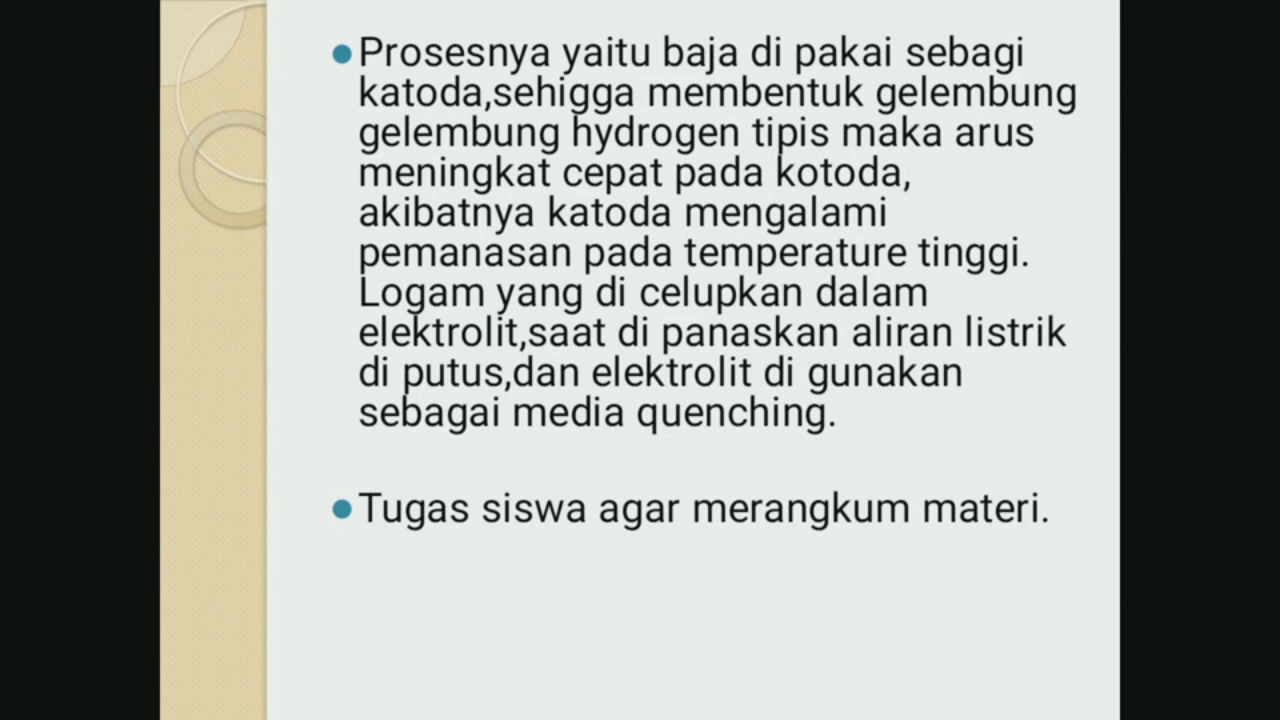 Prosesnya yaitu baja di pakai sebagi
katoda,sehigga membentuk gelembung
gelembung hydrogen tipis maka arus
meningkat cepat pada kotoda,
akibatnya katoda mengalami
pemanasan pada temperature tinggi.
Logam yang di celupkan dalam
elektrolit,saat di panaskan aliran listrik
di putus,dan elektrolit di gunakan
sebagai media quenching.
Tugas siswa agar merangkum materi.